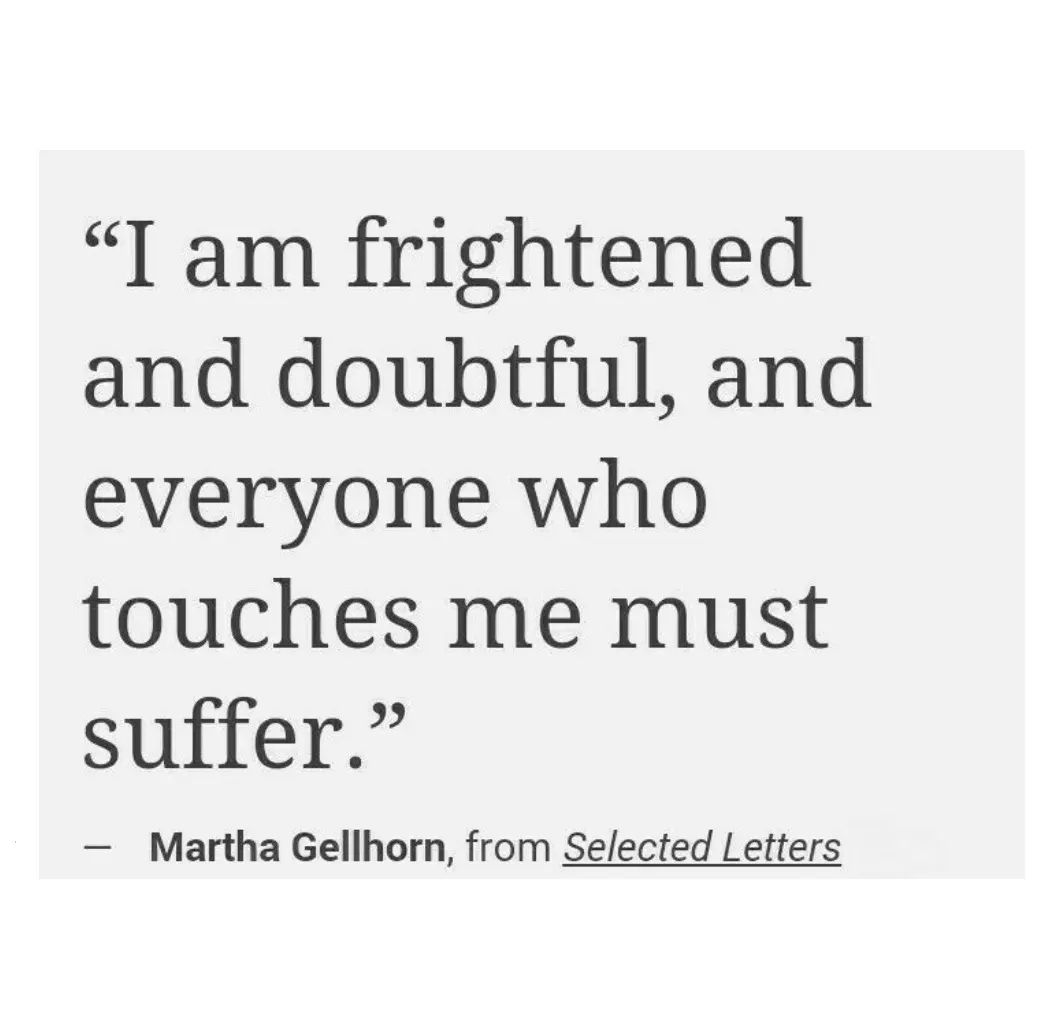 “I am frightened
and doubtful, and
everyone who
touches me must
suffer.”
— Martha Gellhorn, from Selected Letters